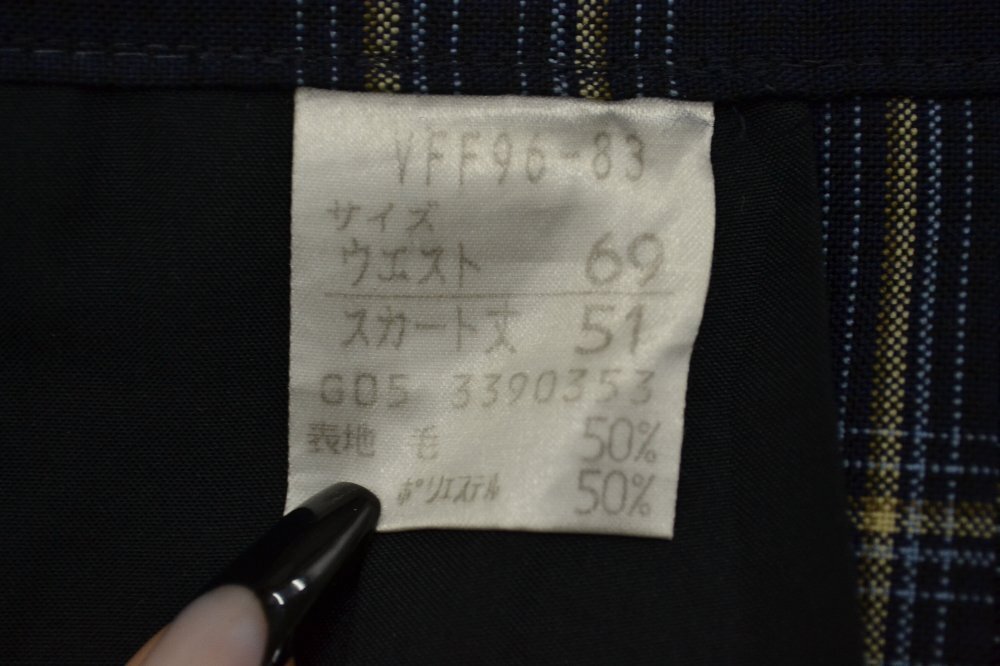 YFF96-83
サイズ
ウエスト 69
スカート丈 51
G05 3390353
表地 毛 50%
ポリエステル 50%